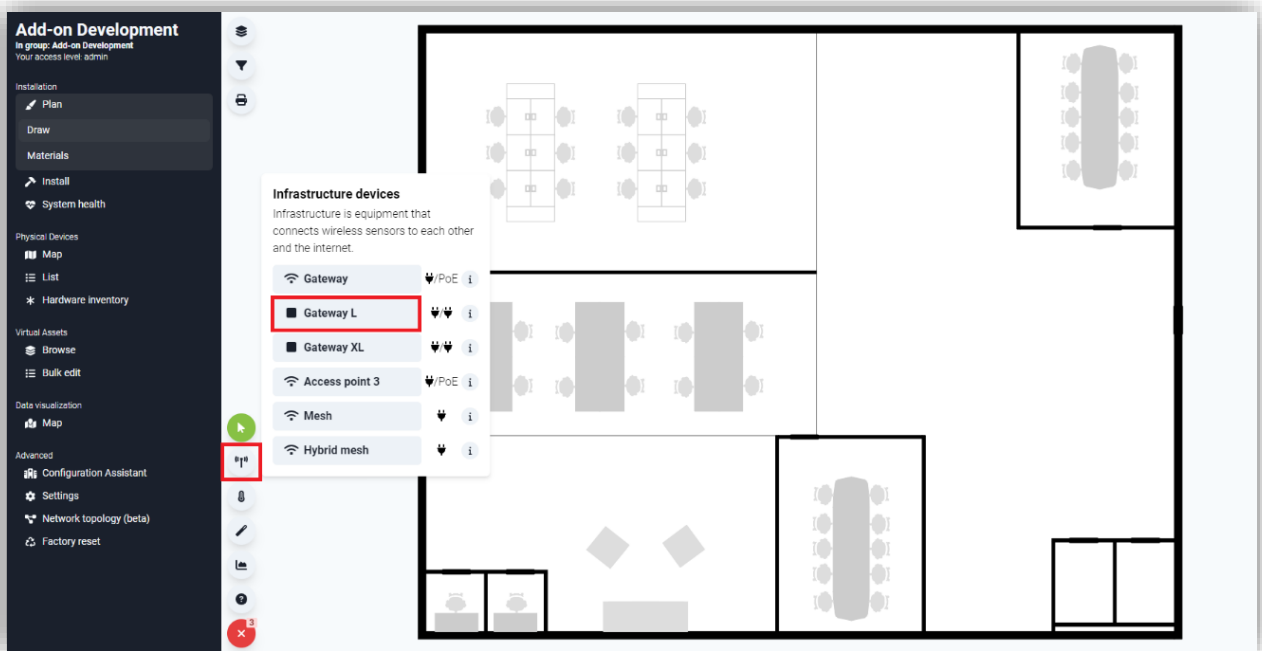 Add-on Development
In group: Add-on Development
Your access level: admin
Installation
Plan
Draw
Materials
Install
System health
Physical Devices
Map
List
Hardware inventory
Virtual Assets
Browse
Bulk edit
Data visualization
Map
Advanced
Configuration Assistant
Settings
Network topology (beta)
Factory reset
3
Infrastructure devices
Infrastructure is equipment that
connects wireless sensors to each other
and the internet.
Gateway /PoE i
Gateway L / i
Gateway XL / i
Access point 3 /PoE i
Mesh i
Hybrid mesh i